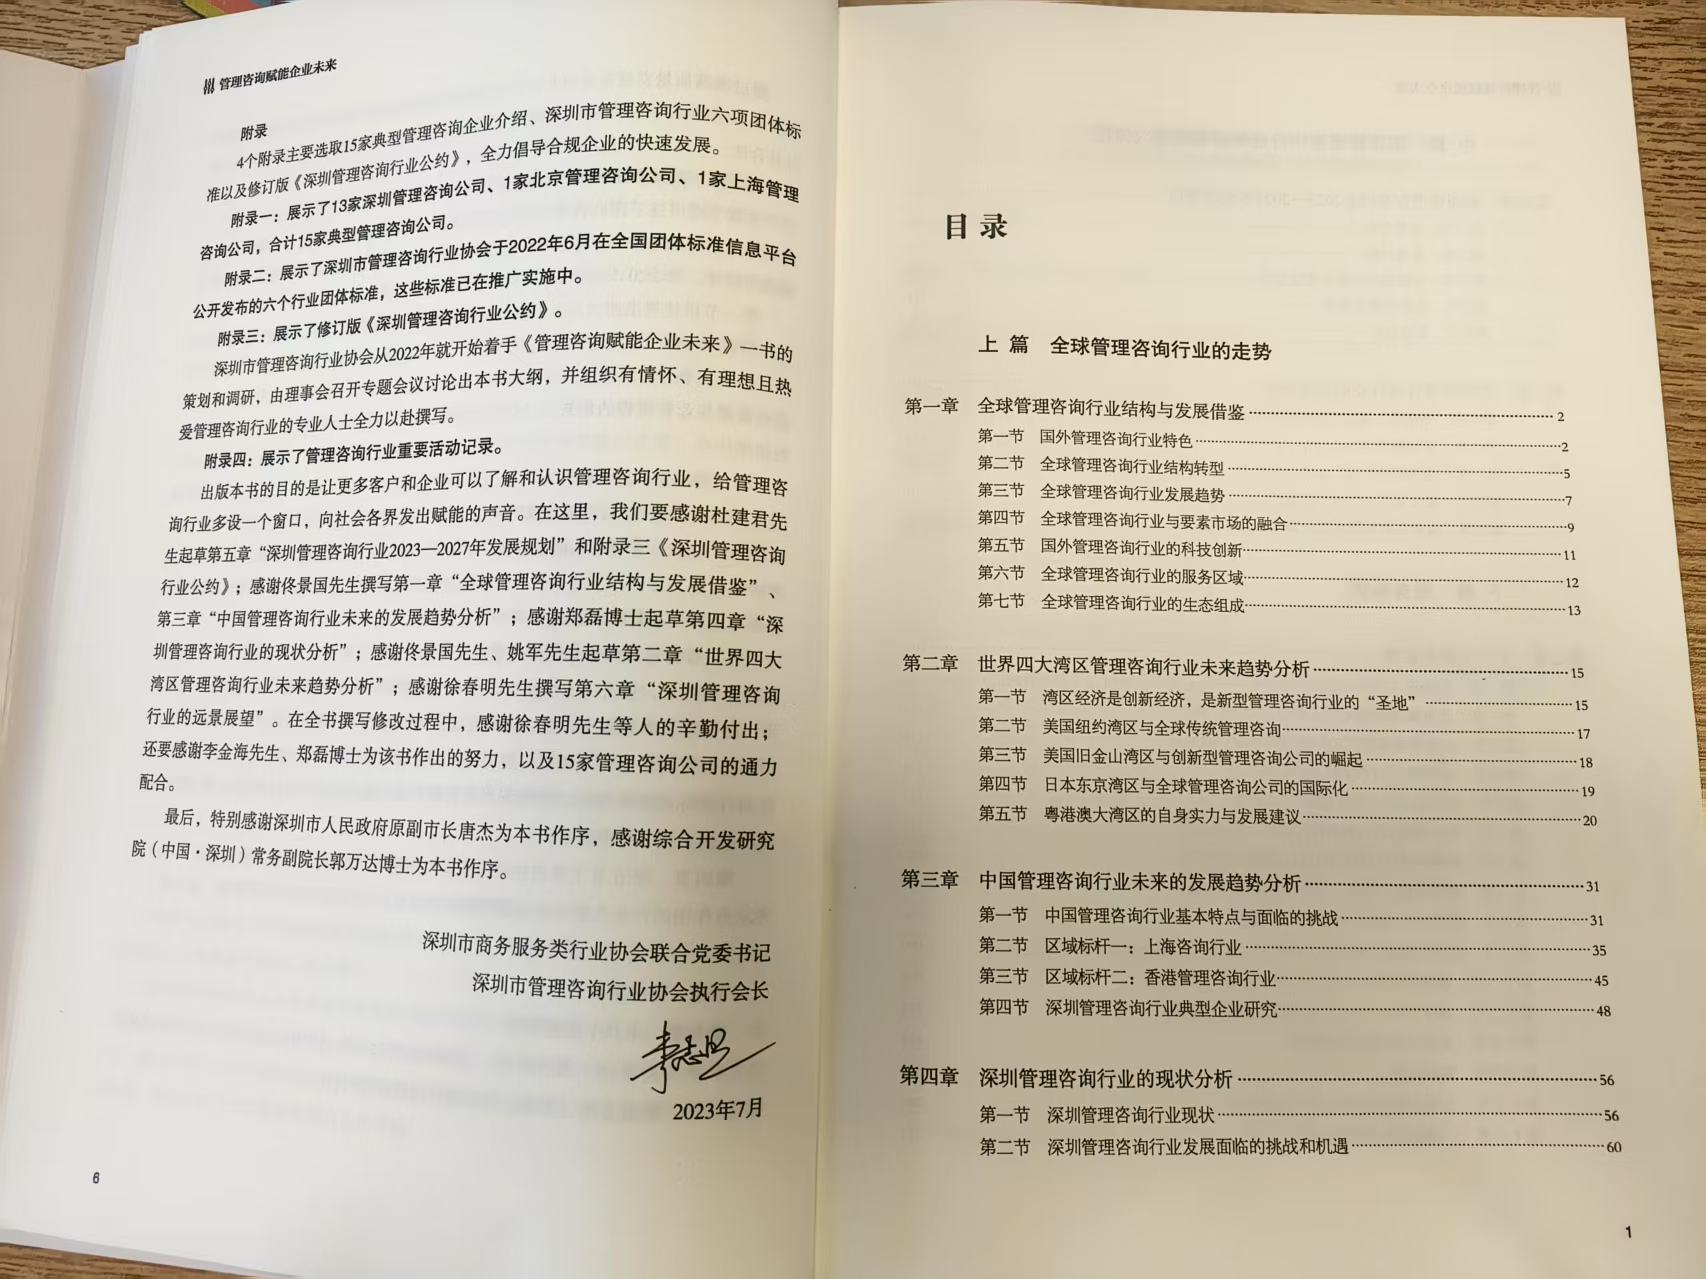 管理咨询赋能企业未来
附录
4个附录主要选取15家典型管理咨询企业介绍、深圳市管理咨询行业六项团体标
准以及修订版《深圳管理咨询行业公约》，全力倡导合规企业的快速发展。
附录一：展示了13家深圳管理咨询公司、1家北京管理咨询公司、1家上海管理
咨询公司，合计15家典型管理咨询公司。
附录二：展示了深圳市管理咨询行业协会于2022年6月在全国团体标准信息平台
公开发布的六个行业团体标准，这些标准已在推广实施中。
附录三：展示了修订版《深圳管理咨询行业公约》。
深圳市管理咨询行业协会从2022年就开始着手《管理咨询赋能企业未来》一书的
策划和调研，由理事会召开专题会议讨论出本书大纲，并组织有情怀、有理想且热
爱管理咨询行业的专业人士全力以赴撰写。
附录四：展示了管理咨询行业重要活动记录。
出版本书的目的是让更多客户和企业可以了解和认识管理咨询行业，给管理咨
询行业多设一个窗口，向社会各界发出赋能的声音。在这里，我们要感谢杜建君先
生起草第五章“深圳管理咨询行业2023—2027年发展规划”和附录三《深圳管理咨询
行业公约》；感谢佟景国先生撰写第一章“全球管理咨询行业结构与发展借鉴”、
第三章“中国管理咨询行业未来的发展趋势分析”；感谢郑磊博士起草第四章“深
圳管理咨询行业的现状分析”；感谢佟景国先生、姚军先生起草第二章“世界四大
湾区管理咨询行业未来趋势分析”；感谢徐春明先生撰写第六章“深圳管理咨询
行业的远景展望”。在全书撰写修改过程中，感谢徐春明先生等人的辛勤付出；
还要感谢李金海先生、郑磊博士为该书作出的努力，以及15家管理咨询公司的通力
配合。
最后，特别感谢深圳市人民政府原副市长唐杰为本书作序，感谢综合开发研究
院（中国·深圳）常务副院长郭万达博士为本书作序。
深圳市商务服务类行业协会联合党委书记
深圳市管理咨询行业协会执行会长
2023年7月
6
目录
上篇 全球管理咨询行业的走势
第一章 全球管理咨询行业结构与发展借鉴 2
第一节 国外管理咨询行业特色 2
第二节 全球管理咨询行业结构转型 5
第三节 全球管理咨询行业发展趋势 7
第四节 全球管理咨询行业与要素市场的融合 9
第五节 国外管理咨询行业的科技创新 11
第六节 全球管理咨询行业的服务区域 12
第七节 全球管理咨询行业的生态组成 13
第二章 世界四大湾区管理咨询行业未来趋势分析 15
第一节 湾区经济是创新经济，是新型管理咨询行业的“圣地” 15
第二节 美国纽约湾区与全球传统管理咨询 17
第三节 美国旧金山湾区与创新型管理咨询公司的崛起 18
第四节 日本东京湾区与全球管理咨询公司的国际化 19
第五节 粤港澳大湾区的自身实力与发展建议 20
第三章 中国管理咨询行业未来的发展趋势分析 31
第一节 中国管理咨询行业基本特点与面临的挑战 31
第二节 区域标杆一：上海咨询行业 35
第三节 区域标杆二：香港管理咨询行业 45
第四节 深圳管理咨询行业典型企业研究 48
第四章 深圳管理咨询行业的现状分析 56
第一节 深圳管理咨询行业现状 56
第二节 深圳管理咨询行业发展面临的挑战和机遇 60
1